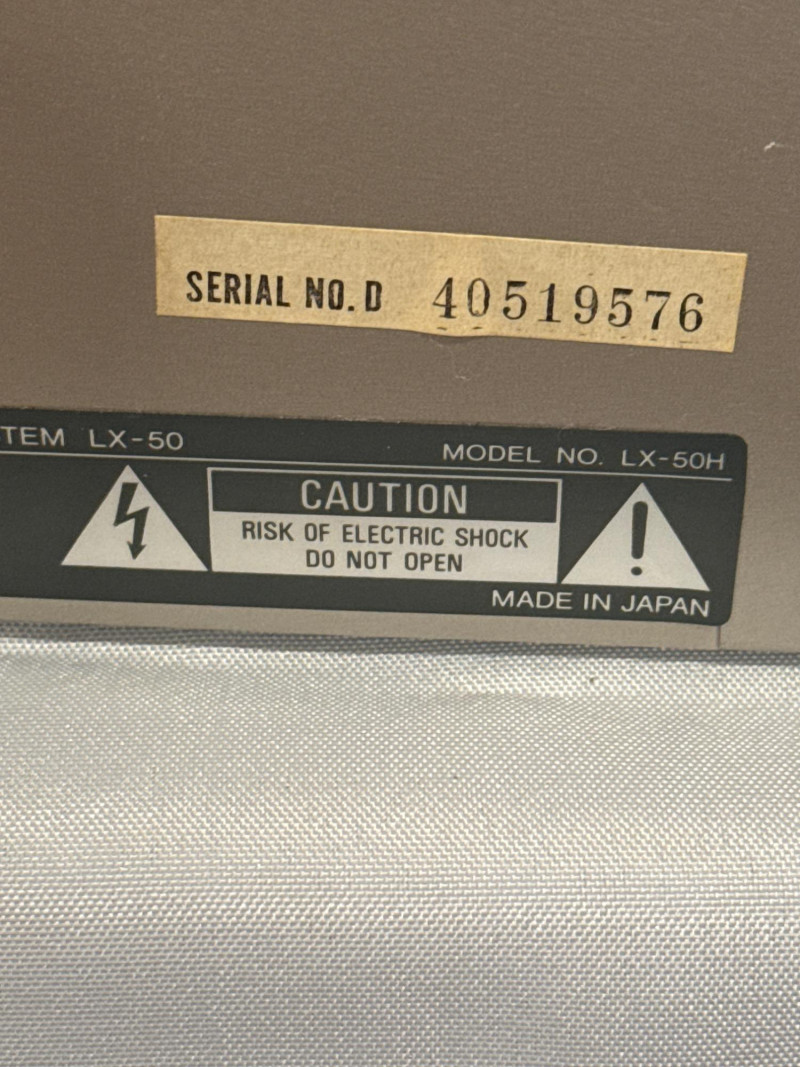 SERIAL NO. D 40519576
TEM LX-50 MODEL NO. LX-50H
CAUTION
RISK OF ELECTRIC SHOCK
DO NOT OPEN
MADE IN JAPAN